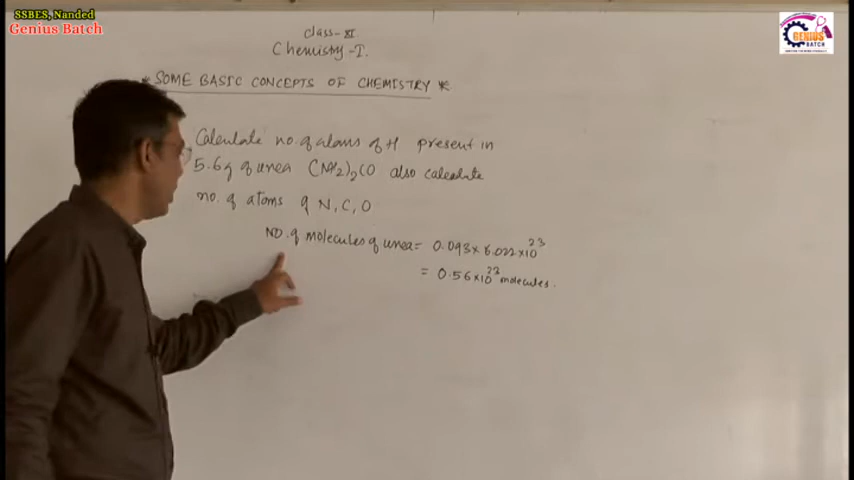 SSBES, Nanded
Genius Batch
GENIUS
BATCH
Class - XI
Chemistry - I.
* SOME BASIC CONCEPTS OF CHEMISTRY *
Calculate no. of atoms of H present in
5.6g of urea (NH2)2CO also calculate
no. of atoms of N, C, O
NO. of molecules of urea = 0.093 x 6.022 x 10^23
= 0.56 x 10^23 molecules.